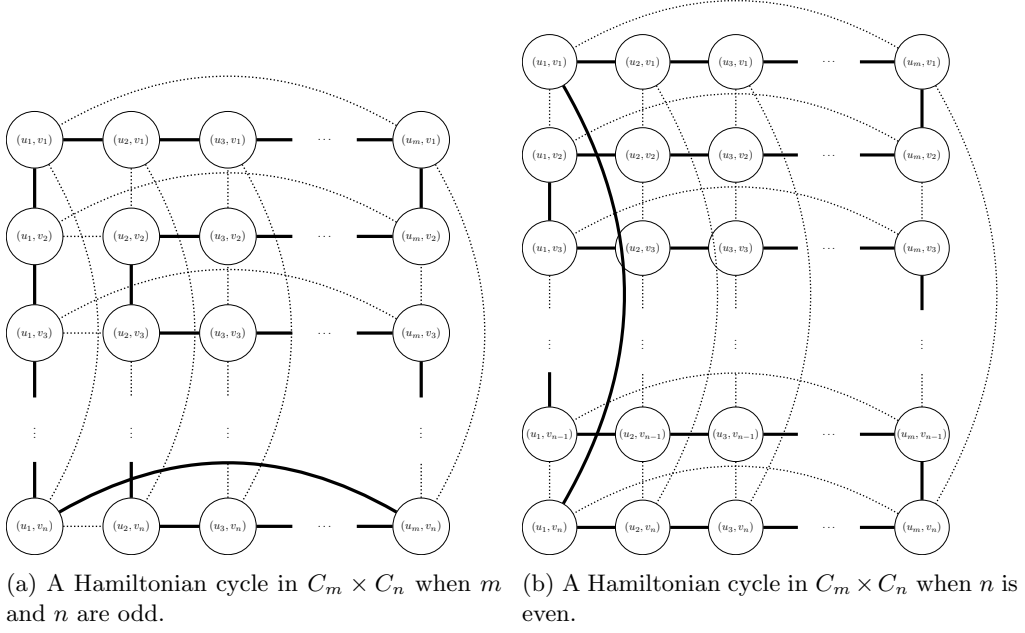 (u₁, v₁) (u₂, v₁) (u₃, v₁) ⋯ (uₘ, v₁)
(u₁, v₂) (u₂, v₂) (u₃, v₂) ⋯ (uₘ, v₂)
(u₁, v₃) (u₂, v₃) (u₃, v₃) ⋯ (uₘ, v₃)
⋮ ⋮ ⋮ ⋮
(u₁, vₙ) (u₂, vₙ) (u₃, vₙ) ⋯ (uₘ, vₙ)
(a) A Hamiltonian cycle in Cₘ × Cₙ when m
and n are odd.
(u₁, v₁) (u₂, v₁) (u₃, v₁) ⋯ (uₘ, v₁)
(u₁, v₂) (u₂, v₂) (u₃, v₂) ⋯ (uₘ, v₂)
(u₁, v₃) (u₂, v₃) (u₃, v₃) ⋯ (uₘ, v₃)
⋮ ⋮ ⋮ ⋮
(u₁, vₙ₋₁) (u₂, vₙ₋₁) (u₃, vₙ₋₁) ⋯ (uₘ, vₙ₋₁)
(u₁, vₙ) (u₂, vₙ) (u₃, vₙ) ⋯ (uₘ, vₙ)
(b) A Hamiltonian cycle in Cₘ × Cₙ when n is
even.